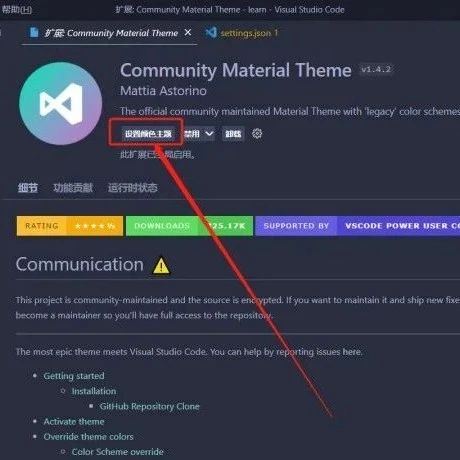 帮助(H)
扩展: Community Material Theme - learn - Visual Studio Code
扩展: Community Material Theme
settings.json 1
Community Material Theme v1.4.2
Mattia Astorino
The official community maintained Material Theme with 'legacy' color schemes
设置颜色主题 禁用 卸载
此扩展已全局启用。
细节 功能贡献 运行时状态
RATING DOWNLOADS 25.17K SUPPORTED BY VSCODE POWER USER
Communication
This project is community-maintained and the source is encrypted. If you want to maintain it and ship new
become a maintainer so you'll have full access to the repository.
The most epic theme meets Visual Studio Code. You can help by reporting issues here.
Getting started
Installation
GitHub Repository Clone
Activate theme
Override theme colors
Color Scheme override